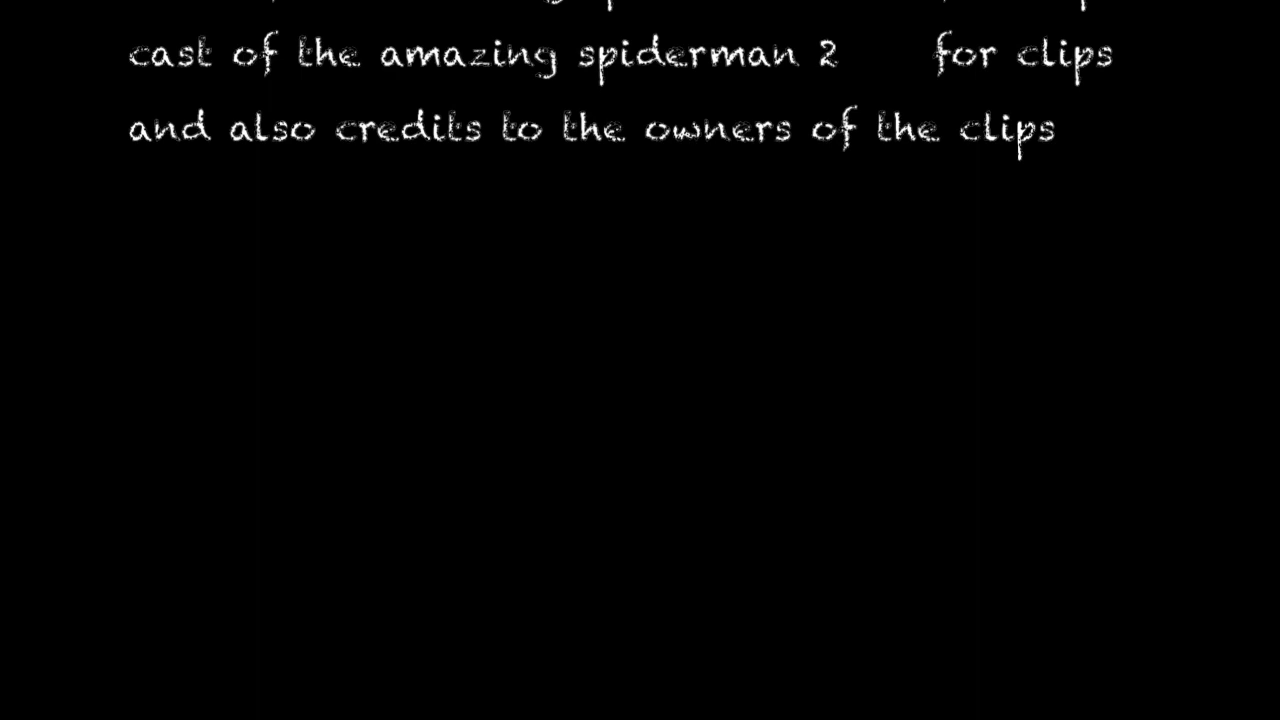 cast of the amazing spiderman 2 for clips
and also credits to the owners of the clips